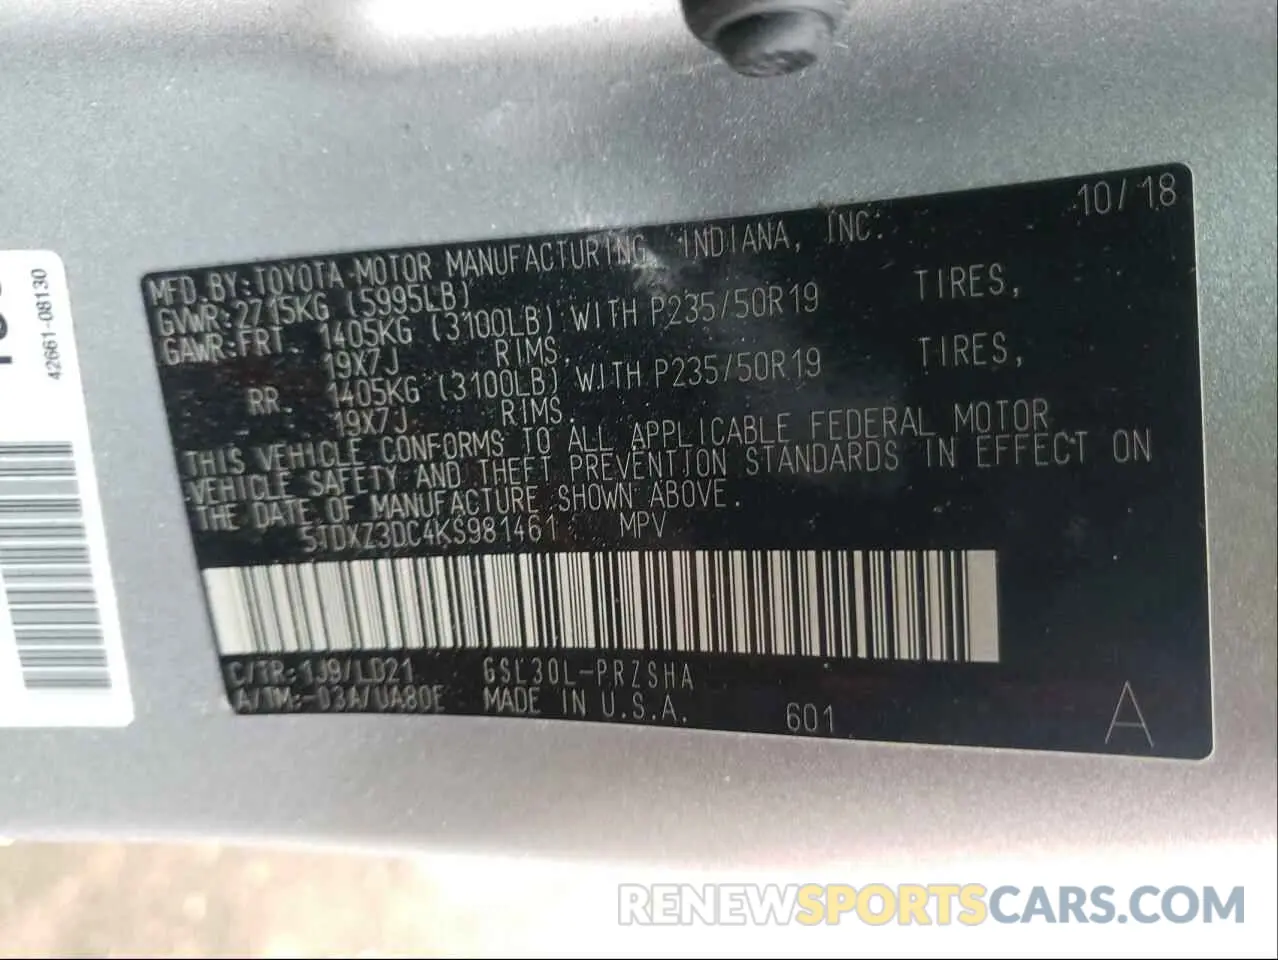 10/18
MFD. BY: TOYOTA MOTOR MANUFACTURING, INDIANA, INC.
GVWR: 2715KG (5995LB)
GAWR: FRT. 1405KG (3100LB) WITH P235/50R19 TIRES,
19X7J RIMS.
RR. 1405KG (3100LB) WITH P235/50R19 TIRES,
19X7J RIMS.
THIS VEHICLE CONFORMS TO ALL APPLICABLE FEDERAL MOTOR
VEHICLE SAFETY AND THEFT PREVENTION STANDARDS IN EFFECT ON
THE DATE OF MANUFACTURE SHOWN ABOVE.
5TDXZ3DC4KS981461 MPV
C/TR: 1J9/LD21 GSL30L-PRZSHA
A/TM: -03A/UA80E MADE IN U.S.A. 601 A
42661-08130
RENEWSPORTSCARS.COM